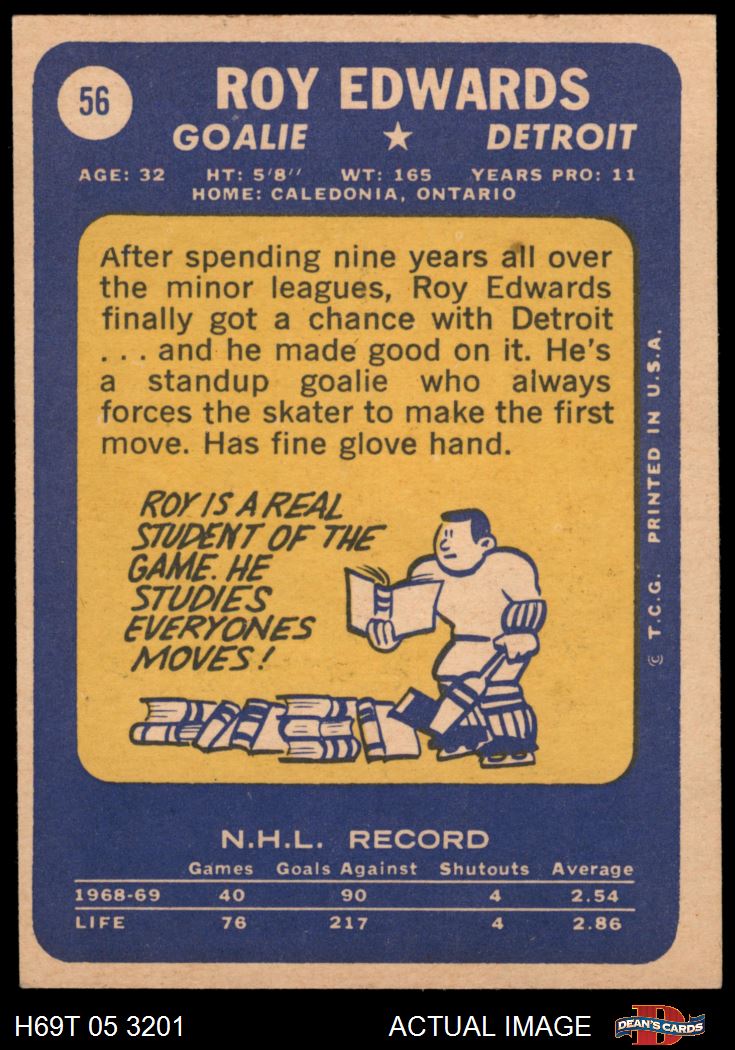 56
ROY EDWARDS
GOALIE ★ DETROIT
AGE: 32 HT: 5'8'' WT: 165 YEARS PRO: 11
HOME: CALEDONIA, ONTARIO
After spending nine years all over
the minor leagues, Roy Edwards
finally got a chance with Detroit
. . . and he made good on it. He's
a standup goalie who always
forces the skater to make the first
move. Has fine glove hand.
ROY IS A REAL
STUDENT OF THE
GAME. HE
STUDIES
EVERYONES
MOVES!
© T.C.G. PRINTED IN U.S.A.
N.H.L. RECORD
Games Goals Against Shutouts Average
1968-69 40 90 4 2.54
LIFE 76 217 4 2.86
H69T 05 3201 ACTUAL IMAGE
D
DEAN'S CARDS